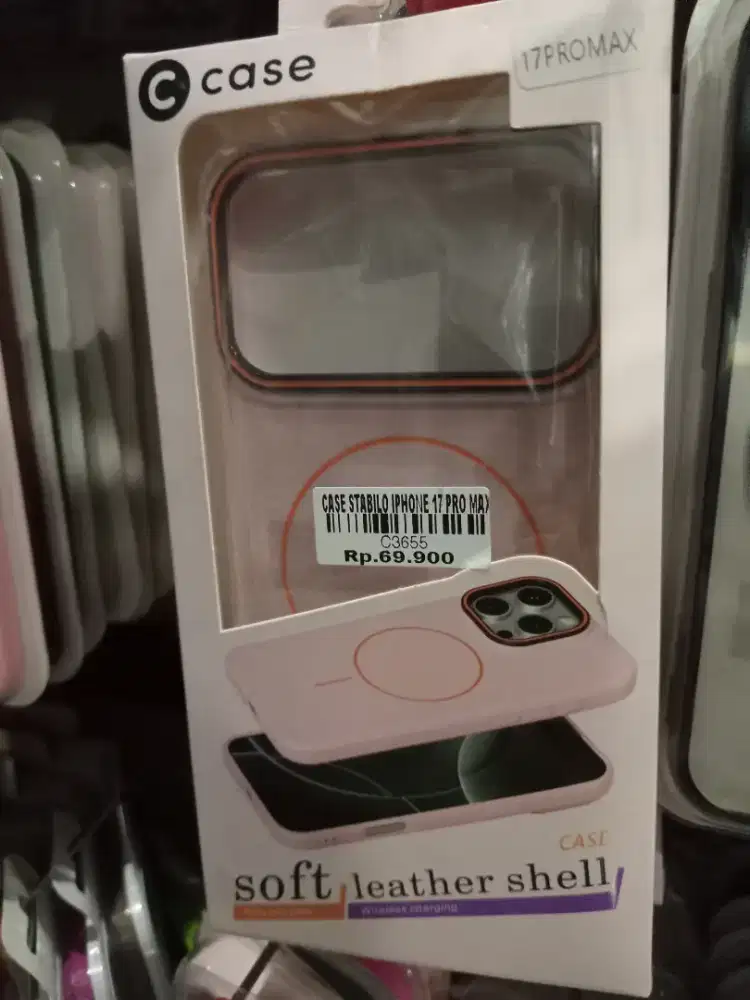 C case
17PROMAX
CASE STABILO IPHONE 17 PRO MAX
C3655
Rp.69.900
CASE
soft leather shell
Wireless charging